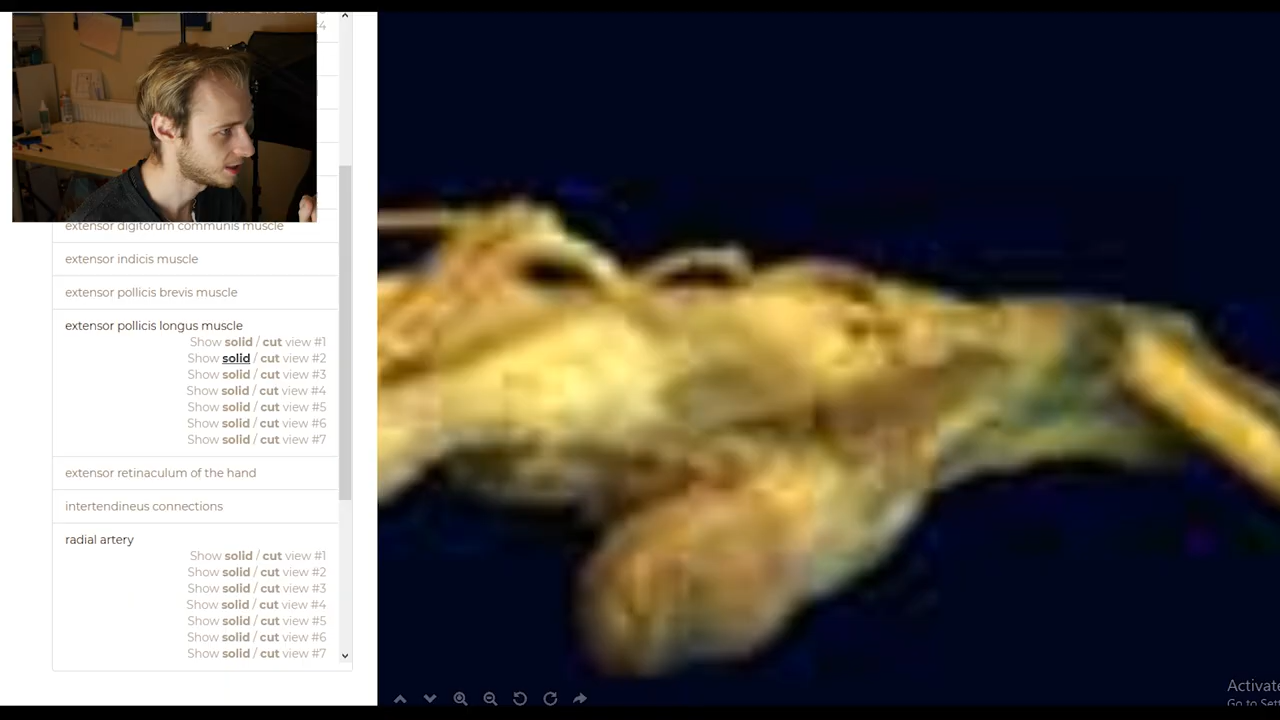 extensor digitorum communis muscle
extensor indicis muscle
extensor pollicis brevis muscle
extensor pollicis longus muscle
Show solid / cut view #1
Show solid / cut view #2
Show solid / cut view #3
Show solid / cut view #4
Show solid / cut view #5
Show solid / cut view #6
Show solid / cut view #7
extensor retinaculum of the hand
intertendineus connections
radial artery
Show solid / cut view #1
Show solid / cut view #2
Show solid / cut view #3
Show solid / cut view #4
Show solid / cut view #5
Show solid / cut view #6
Show solid / cut view #7
Activate
Go to Set